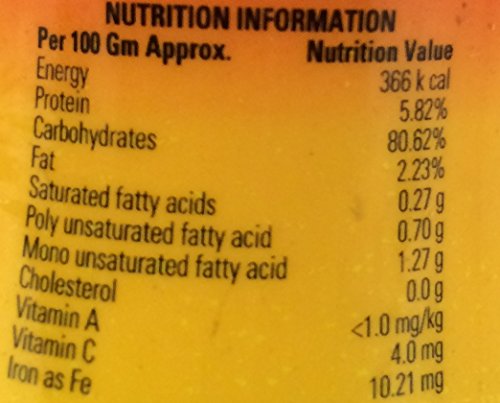 NUTRITION INFORMATION
Per 100 Gm Approx. Nutrition Value
Energy 366 k cal
Protein 5.82%
Carbohydrates 80.62%
Fat 2.23%
Saturated fatty acids 0.27 g
Poly unsaturated fatty acid 0.70 g
Mono unsaturated fatty acid 1.27 g
Cholesterol 0.0 g
Vitamin A <1.0 mg/kg
Vitamin C 4.0 mg
Iron as Fe 10.21 mg